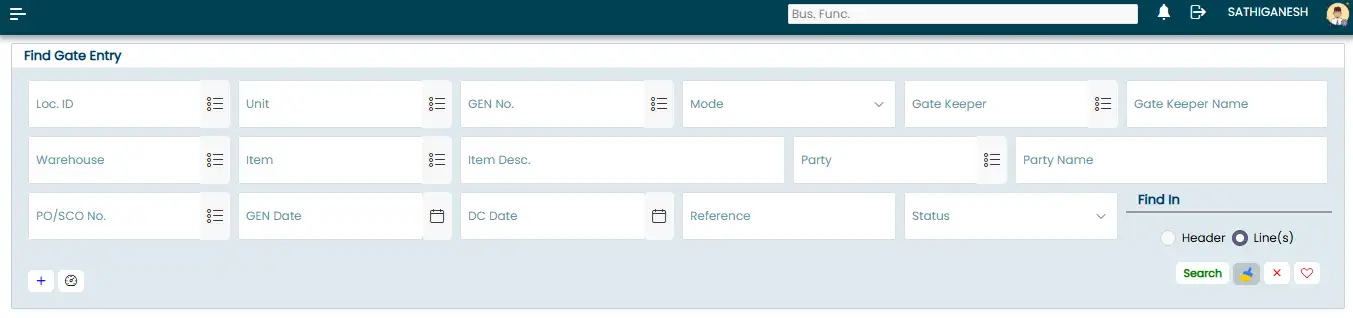 Bus. Func. SATHIGANESH
Find Gate Entry
Loc. ID Unit GEN No. Mode Gate Keeper Gate Keeper Name
Warehouse Item Item Desc. Party Party Name
PO/SCO No. GEN Date DC Date Reference Status Find In
Header Line(s)
Search